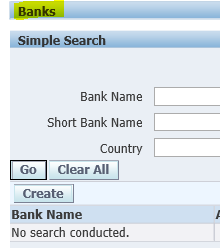 Banks
Simple Search
Bank Name
Short Bank Name
Country
Go Clear All
Create
Bank Name
No search conducted.